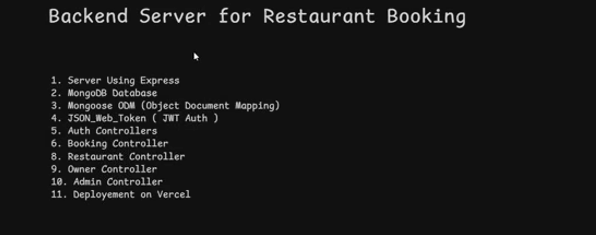 Backend Server for Restaurant Booking
1. Server Using Express
2. MongoDB Database
3. Mongoose ODM (Object Document Mapping)
4. JSON_Web_Token ( JWT Auth )
5. Auth Controllers
6. Booking Controller
8. Restaurant Controller
9. Owner Controller
10. Admin Controller
11. Deployement on Vercel